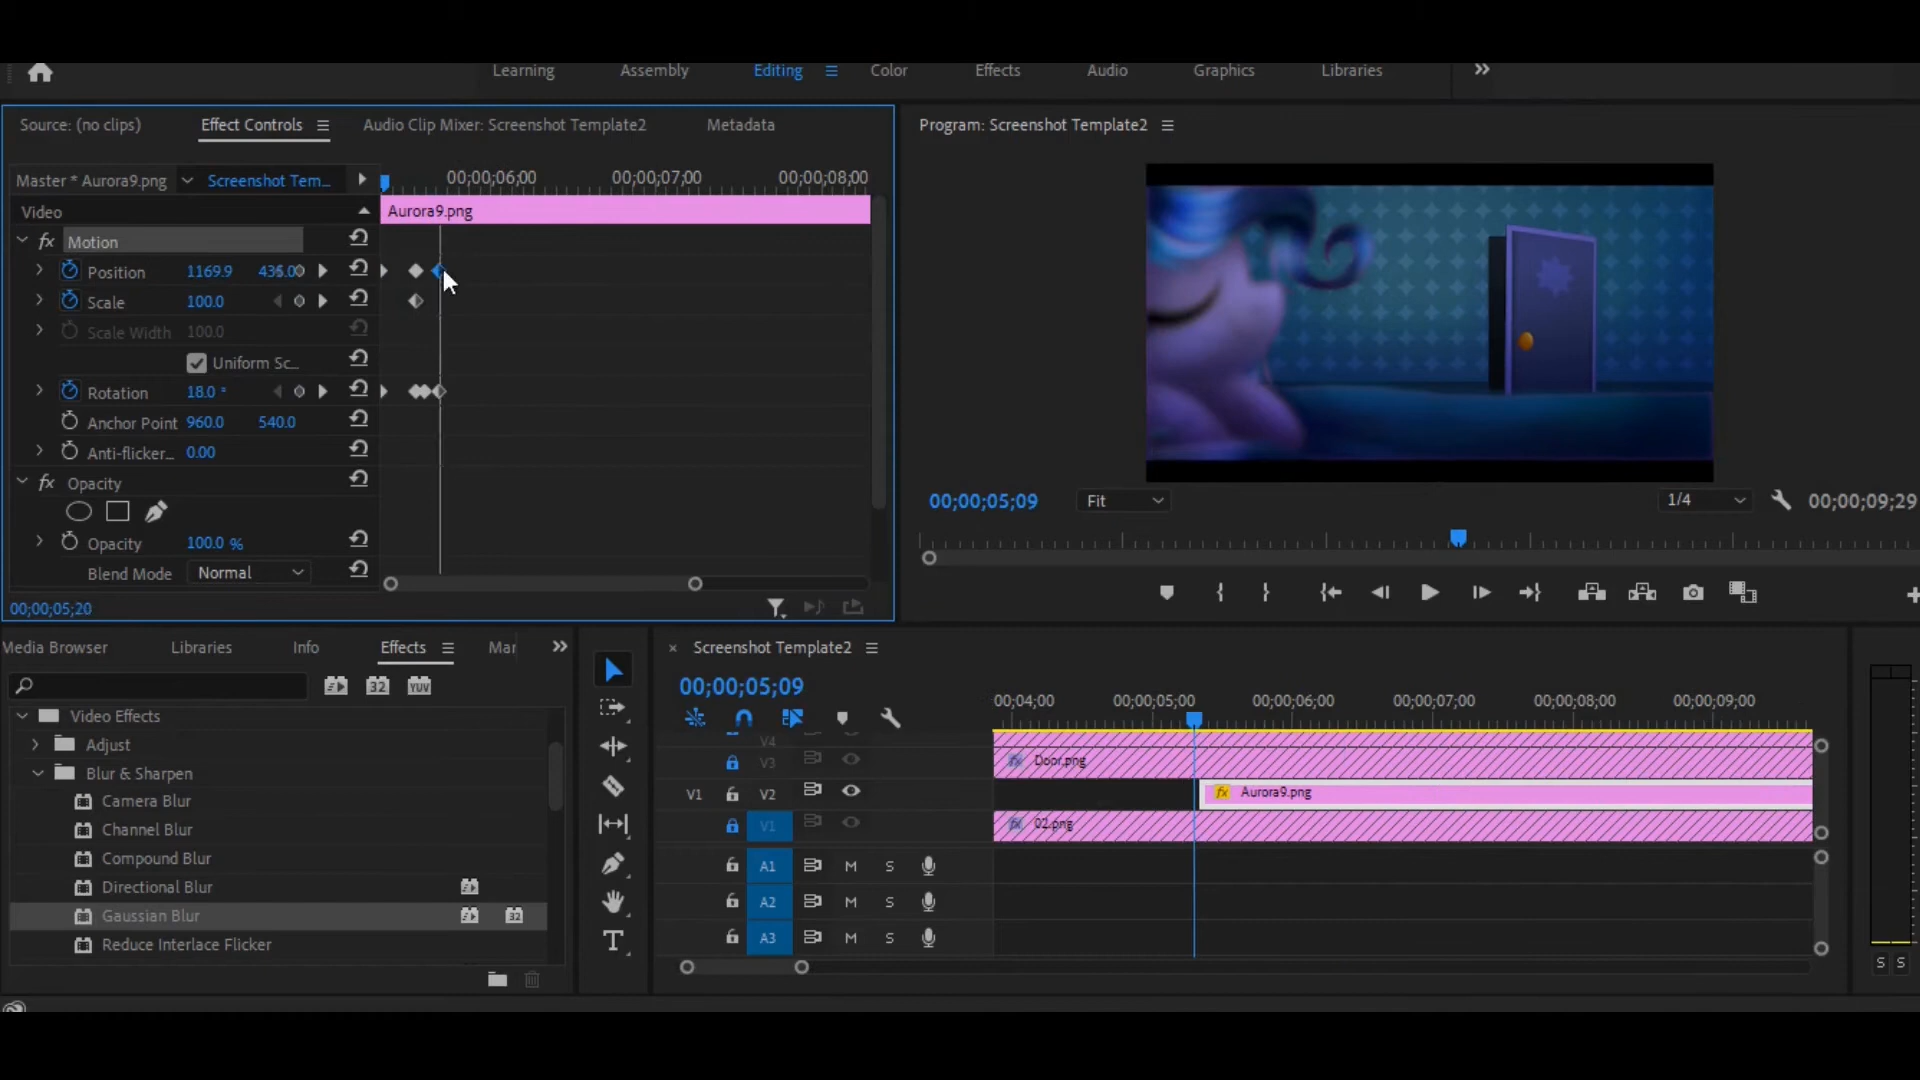 Learning Assembly Editing Color Effects Audio Graphics Libraries
Source: (no clips) Effect Controls Audio Clip Mixer: Screenshot Template2 Metadata
Program: Screenshot Template2
Master * Aurora9.png Screenshot Tem... 00;00;06;00 00;00;07;00 00;00;08;00
Video Aurora9.png
fx Motion
Position 1169.9
Scale 100.0
Scale Width 100.0
Uniform Sc...
Rotation 18.0 °
Anchor Point 960.0 540.0
Anti-flicker... 0.00
fx Opacity
Opacity 100.0 %
Blend Mode Normal
00;00;05;20
00;00;05;09 Fit 1/4 00;00;09;29
Media Browser Libraries Info Effects Mar
32 YUV
Video Effects
Adjust
Blur & Sharpen
Camera Blur
Channel Blur
Compound Blur
Directional Blur
Gaussian Blur 32
Reduce Interlace Flicker
× Screenshot Template2
00;00;05;09
00;04;00 00;00;05;00 00;00;06;00 00;00;07;00 00;00;08;00 00;00;09;00
V4
V3 fx Door.png
V1 V2 fx Aurora9.png
V1 fx 02.png
A1 M S
A2 M S
A3 M S
S S